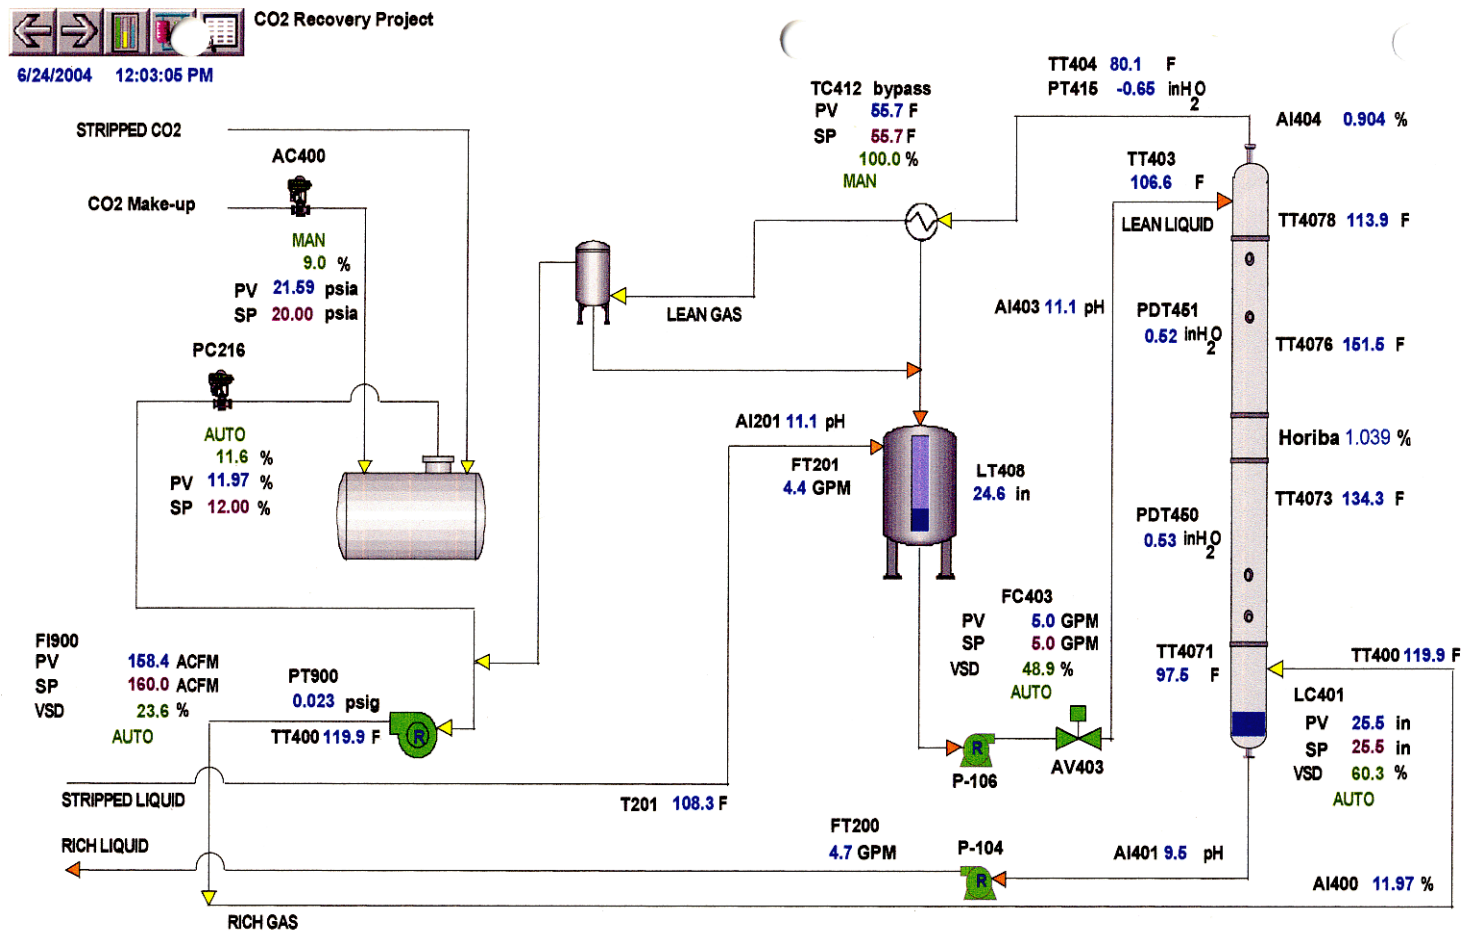 CO2 Recovery Project
6/24/2004 12:03:05 PM
STRIPPED CO2
AC400
CO2 Make-up
MAN
9.0 %
PV 21.59 psia
SP 20.00 psia
PC216
AUTO
11.6 %
PV 11.97 %
SP 12.00 %
FI900
PV 158.4 ACFM
SP 160.0 ACFM
VSD 23.6 %
AUTO
PT900
0.023 psig
TT400 119.9 F
R
STRIPPED LIQUID
RICH LIQUID
RICH GAS
TC412 bypass
PV 55.7 F
SP 55.7 F
100.0 %
MAN
LEAN GAS
AI201 11.1 pH
FT201
4.4 GPM
LT408
24.6 in
T201 108.3 F
FT200
4.7 GPM
P-104
R
FC403
PV 5.0 GPM
SP 5.0 GPM
VSD 48.9 %
AUTO
P-106
R
AV403
TT404 80.1 F
PT415 -0.65 inH2O
AI404 0.904 %
TT403
106.6 F
LEAN LIQUID
AI403 11.1 pH
TT4078 113.9 F
PDT451
0.52 inH2O
TT4076 151.5 F
Horiba 1.039 %
TT4073 134.3 F
PDT450
0.53 inH2O
TT4071
97.5 F
TT400 119.9 F
LC401
PV 25.5 in
SP 25.5 in
VSD 60.3 %
AUTO
AI401 9.5 pH
AI400 11.97 %